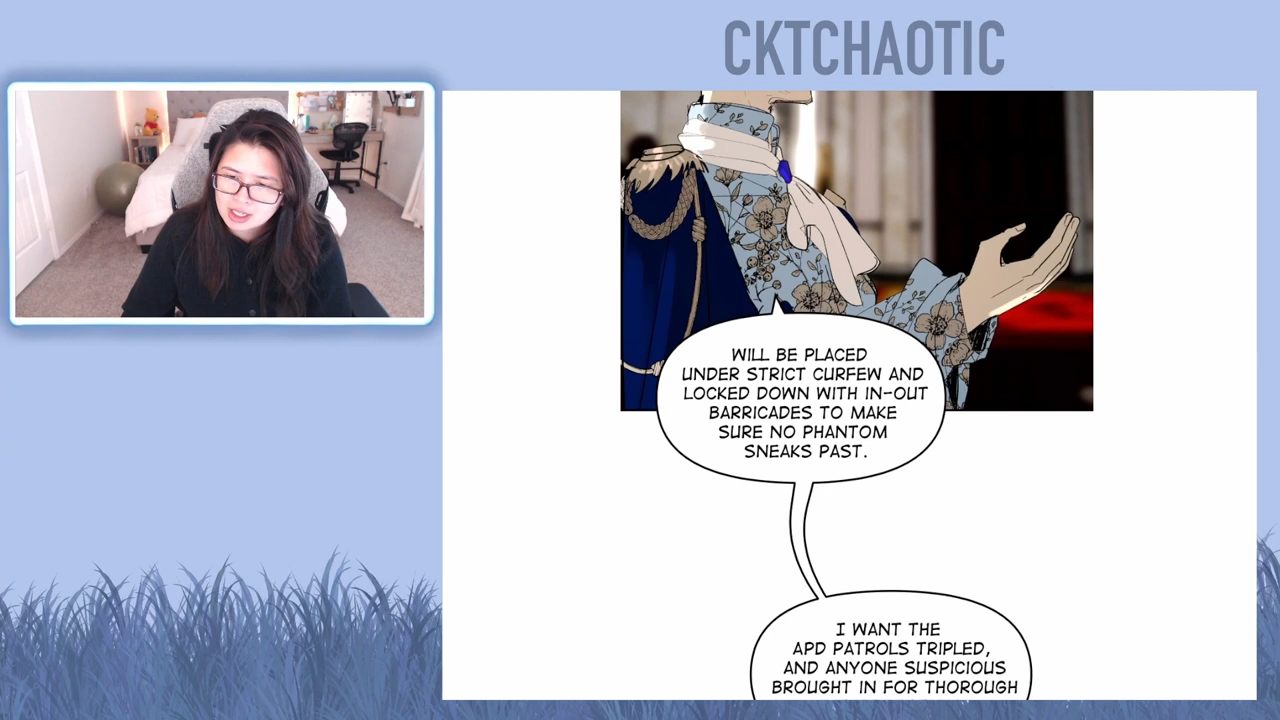 CKTCHAOTIC
WILL BE PLACED
UNDER STRICT CURFEW AND
LOCKED DOWN WITH IN-OUT
BARRICADES TO MAKE
SURE NO PHANTOM
SNEAKS PAST.
I WANT THE
APD PATROLS TRIPLED,
AND ANYONE SUSPICIOUS
BROUGHT IN FOR THOROUGH